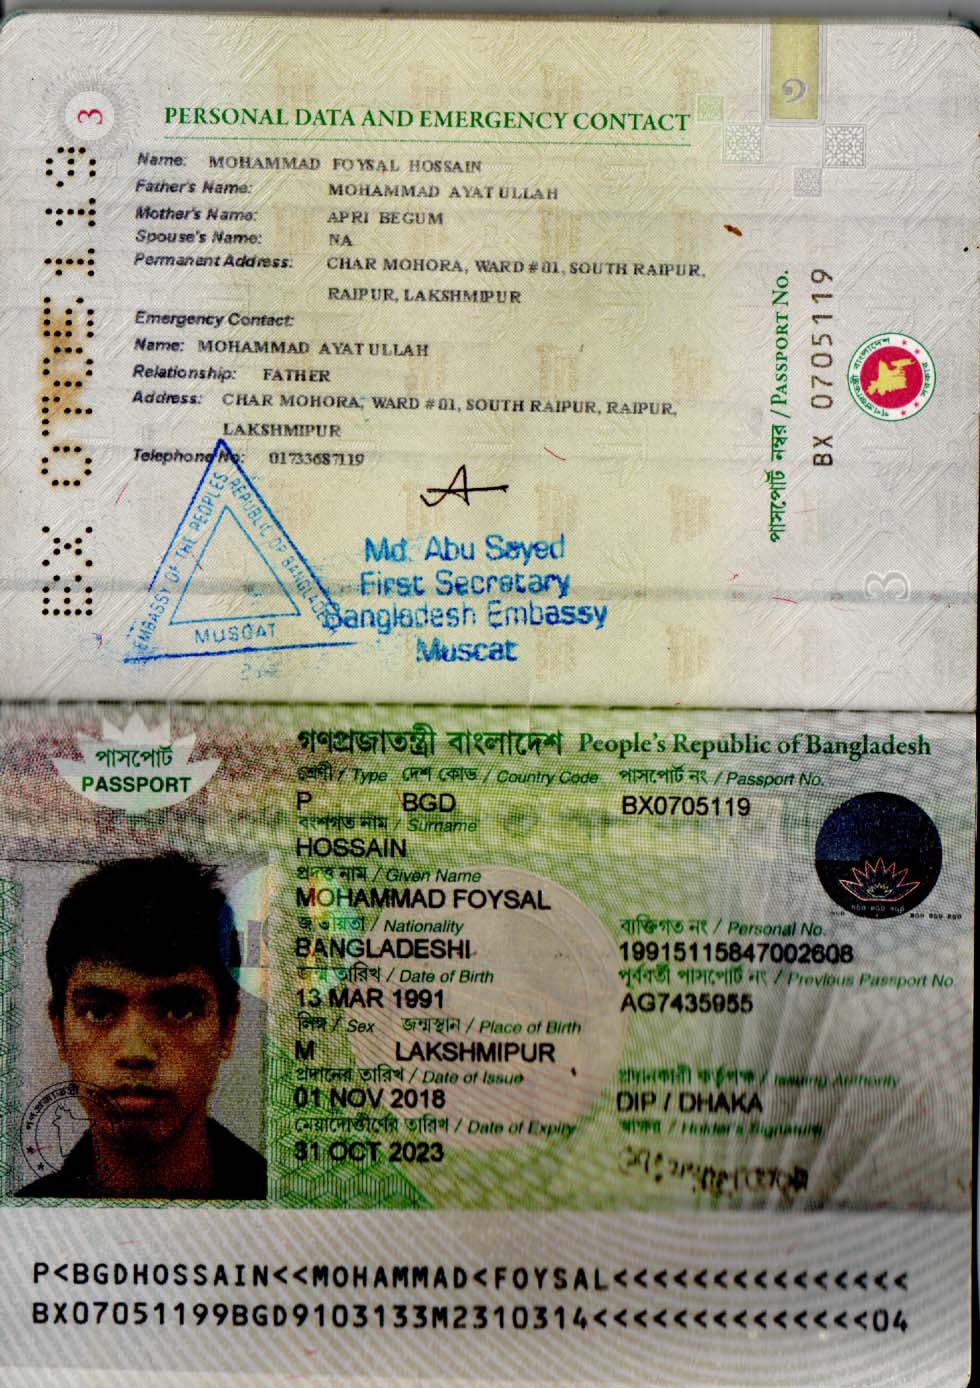 PERSONAL DATA AND EMERGENCY CONTACT
3
Name: MOHAMMAD FOYSAL HOSSAIN
Father's Name: MOHAMMAD AYAT ULLAH
Mother's Name: APRI BEGUM
Spouse's Name: NA
Permanent Address: CHAR MOHORA, WARD # 01, SOUTH RAIPUR,
RAIPUR, LAKSHMIPUR
Emergency Contact:
Name: MOHAMMAD AYAT ULLAH
Relationship: FATHER
Address: CHAR MOHORA, WARD # 01, SOUTH RAIPUR, RAIPUR,
LAKSHMIPUR
Telephone No: 01733687119
EMBASSY OF THE PEOPLES REPUBLIC OF BANGLADESH
MUSCAT
Md. Abu Sayed
First Secretary
Bangladesh Embassy
Muscat
পাসপোর্ট নম্বর / PASSPORT No.
BX 0705119
3
পাসপোর্ট
PASSPORT
গণপ্রজাতন্ত্রী বাংলাদেশ People's Republic of Bangladesh
শ্রেণী / Type দেশ কোড / Country Code পাসপোর্ট নং / Passport No.
P BGD BX0705119
বংশগত নাম / Surname
HOSSAIN
প্রদত্ত নাম / Given Name
MOHAMMAD FOYSAL
জাতীয়তা / Nationality ব্যক্তিগত নং / Personal No.
BANGLADESHI 19915115847002608
জন্ম তারিখ / Date of Birth পূর্ববর্তী পাসপোর্ট নং / Previous Passport No.
13 MAR 1991 AG7435955
লিঙ্গ / Sex জন্মস্থান / Place of Birth
M LAKSHMIPUR
প্রদানের তারিখ / Date of Issue প্রদানকারী কর্তৃপক্ষ / Issuing Authority
01 NOV 2018 DIP / DHAKA
মেয়াদোত্তীর্ণের তারিখ / Date of Expiry স্বাক্ষর / Holder's Signature
31 OCT 2023
P<BGDHOSSAIN<<MOHAMMAD<FOYSAL<<<<<<<<<<<<<<<
BX07051199BGD9103133M2310314<<<<<<<<<<<<<<04